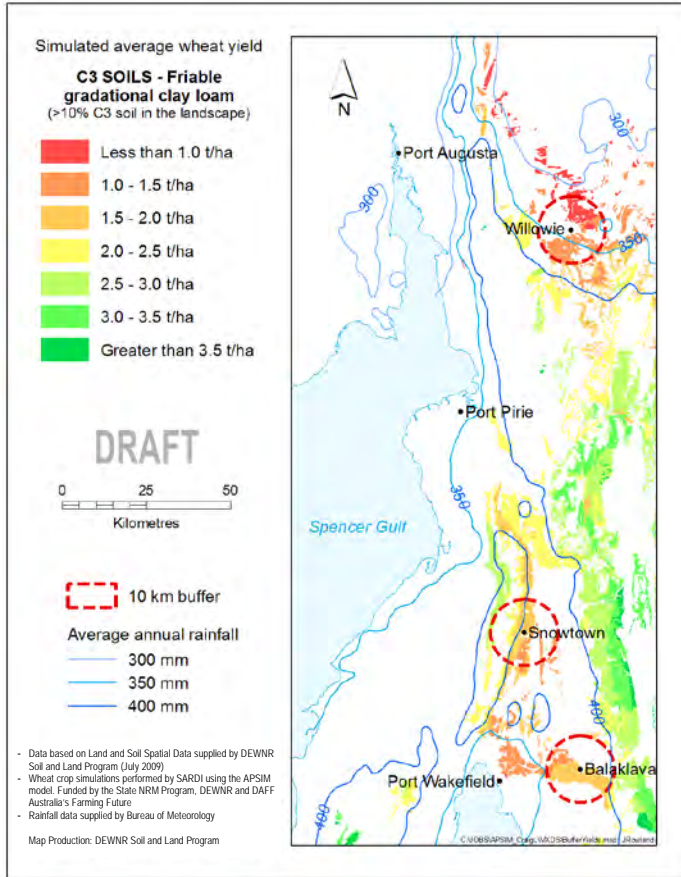 Simulated average wheat yield
C3 SOILS - Friable
gradational clay loam
(>10% C3 soil in the landscape)
Less than 1.0 t/ha
1.0 - 1.5 t/ha
1.5 - 2.0 t/ha
2.0 - 2.5 t/ha
2.5 - 3.0 t/ha
3.0 - 3.5 t/ha
Greater than 3.5 t/ha
DRAFT
0 25 50
Kilometres
10 km buffer
Average annual rainfall
300 mm
350 mm
400 mm
- Data based on Land and Soil Spatial Data supplied by DEWNR
Soil and Land Program (July 2009)
- Wheat crop simulations performed by SARDI using the APSIM
model. Funded by the State NRM Program, DEWNR and DAFF
Australia's Farming Future
- Rainfall data supplied by Bureau of Meteorology
Map Production: DEWNR Soil and Land Program
N
300
Port Augusta
300
Willowie
350
Port Pirie
350
400
Spencer Gulf
Snowtown
400
Balaklava
Port Wakefield
400